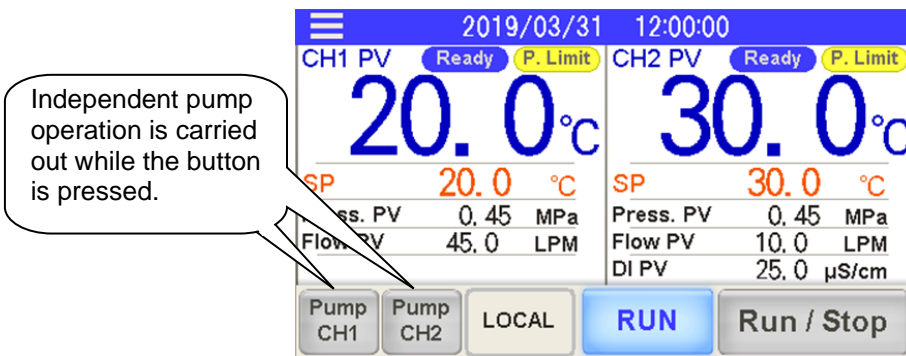 2019/03/31 12:00:00
CH1 PV Ready P. Limit
20.0 °C
SP 20.0 °C
Press. PV 0.45 MPa
Flow PV 45.0 LPM
CH2 PV Ready P. Limit
30.0 °C
SP 30.0 °C
Press. PV 0.45 MPa
Flow PV 10.0 LPM
DI PV 25.0 µS/cm
Independent pump
operation is carried
out while the button
is pressed.
Pump
CH1
Pump
CH2
LOCAL
RUN
Run / Stop